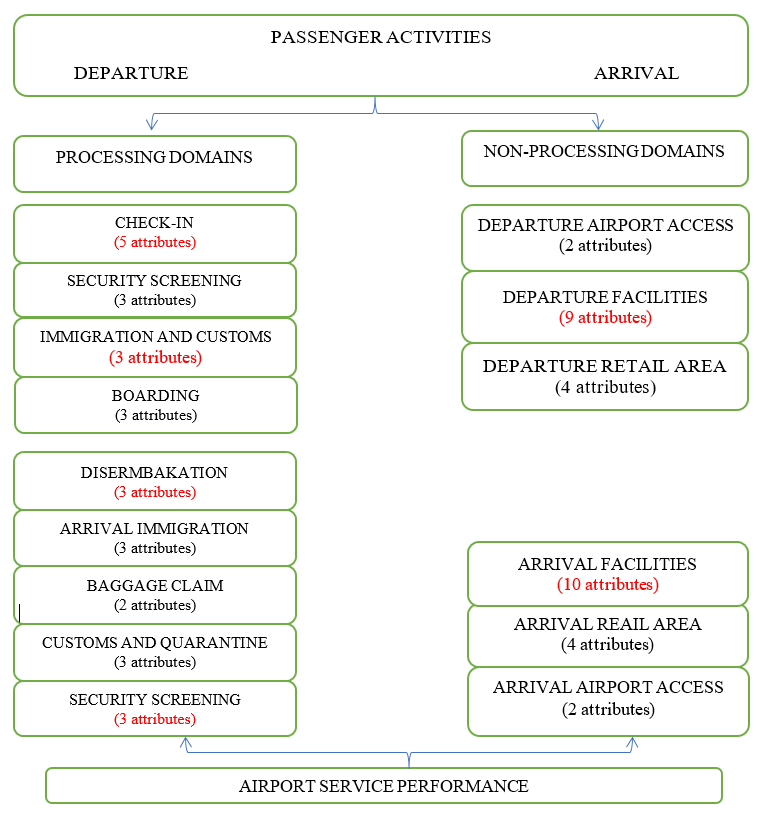 PASSENGER ACTIVITIES
DEPARTURE
ARRIVAL
PROCESSING DOMAINS
CHECK-IN
(5 attributes)
SECURITY SCREENING
(3 attributes)
IMMIGRATION AND CUSTOMS
(3 attributes)
BOARDING
(3 attributes)
DISERMBAKATION
(3 attributes)
ARRIVAL IMMIGRATION
(3 attributes)
BAGGAGE CLAIM
(2 attributes)
CUSTOMS AND QUARANTINE
(3 attributes)
SECURITY SCREENING
(3 attributes)
NON-PROCESSING DOMAINS
DEPARTURE AIRPORT ACCESS
(2 attributes)
DEPARTURE FACILITIES
(9 attributes)
DEPARTURE RETAIL AREA
(4 attributes)
ARRIVAL FACILITIES
(10 attributes)
ARRIVAL REAIL AREA
(4 attributes)
ARRIVAL AIRPORT ACCESS
(2 attributes)
AIRPORT SERVICE PERFORMANCE